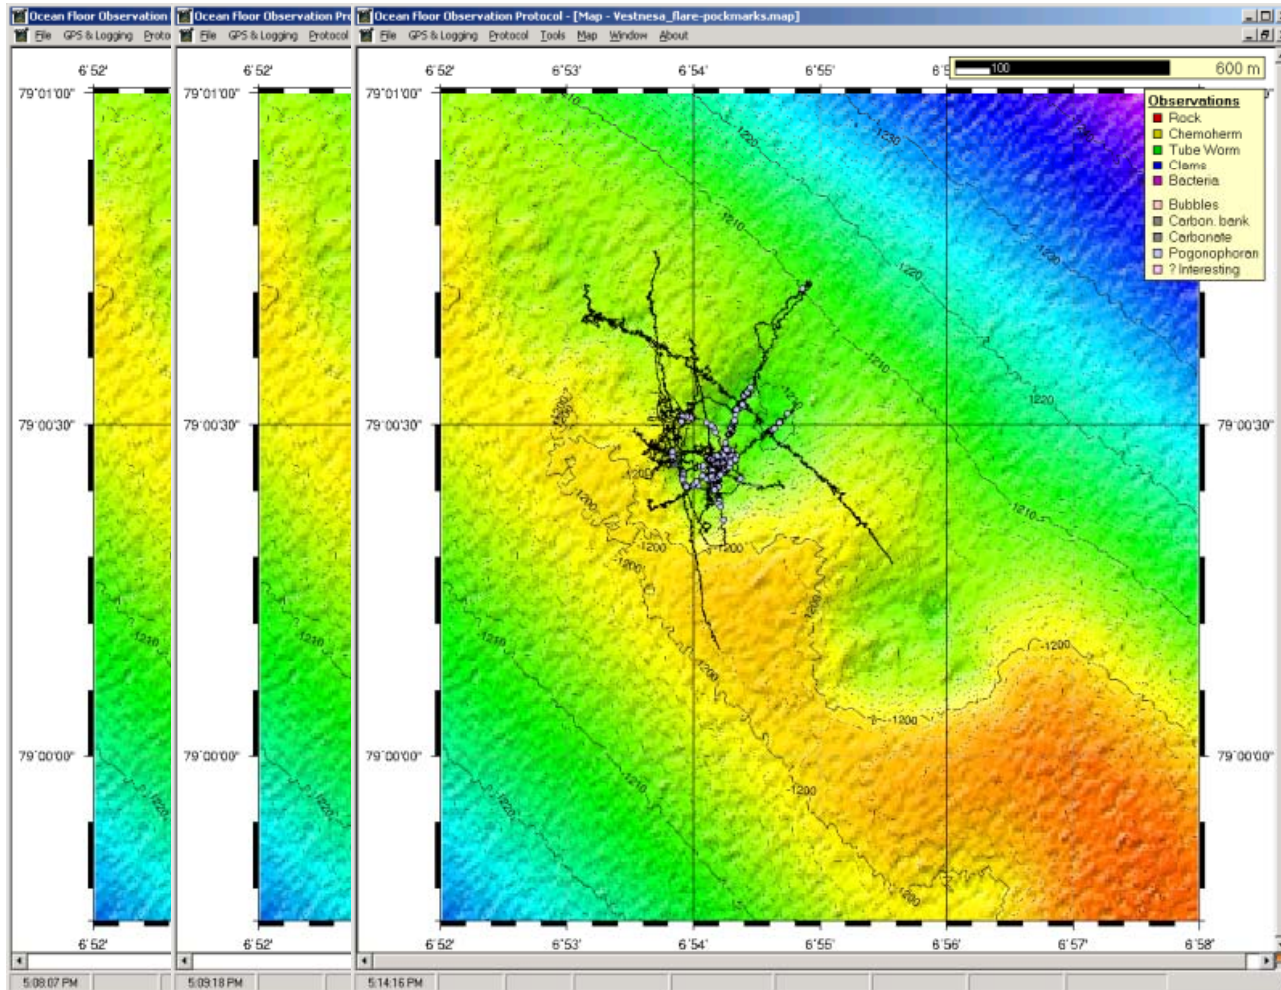 Ocean Floor Observation
Ocean Floor Observation Pro
Ocean Floor Observation Protocol - [Map - Vestnesa_flare-pockmarks.map]
File GPS & Logging Proto
File GPS & Logging Protocol
File GPS & Logging Protocol Tools Map Window About
6°52'
6°52'
6°52' 6°53' 6°54' 6°55'
100 600 m
79°01'00"
79°01'00"
79°01'00"
Observations
Rock
Chemoherm
Tube Worm
Clams
Bacteria
Bubbles
Carbon. bank
Carbonate
Pogonophoran
? Interesting
-1210
-1220
-1230
-1210
-1220
-1230
-1210
-1220
79°00'30"
79°00'30"
79°00'30"
79°00'30"
-1210
-1200
-1200
-1200
-1200
-1200
-1200
-1200
-1200
-1200
-1210
-1210
-1210
-1210
79°00'00"
79°00'00"
79°00'00"
79°00'00"
-1220
-1210
-1220
-1200
-1200
6°52'
6°52'
6°52' 6°53' 6°54' 6°55' 6°56' 6°57' 6°58'
5:08:07 PM
5:09:18 PM
5:14:16 PM